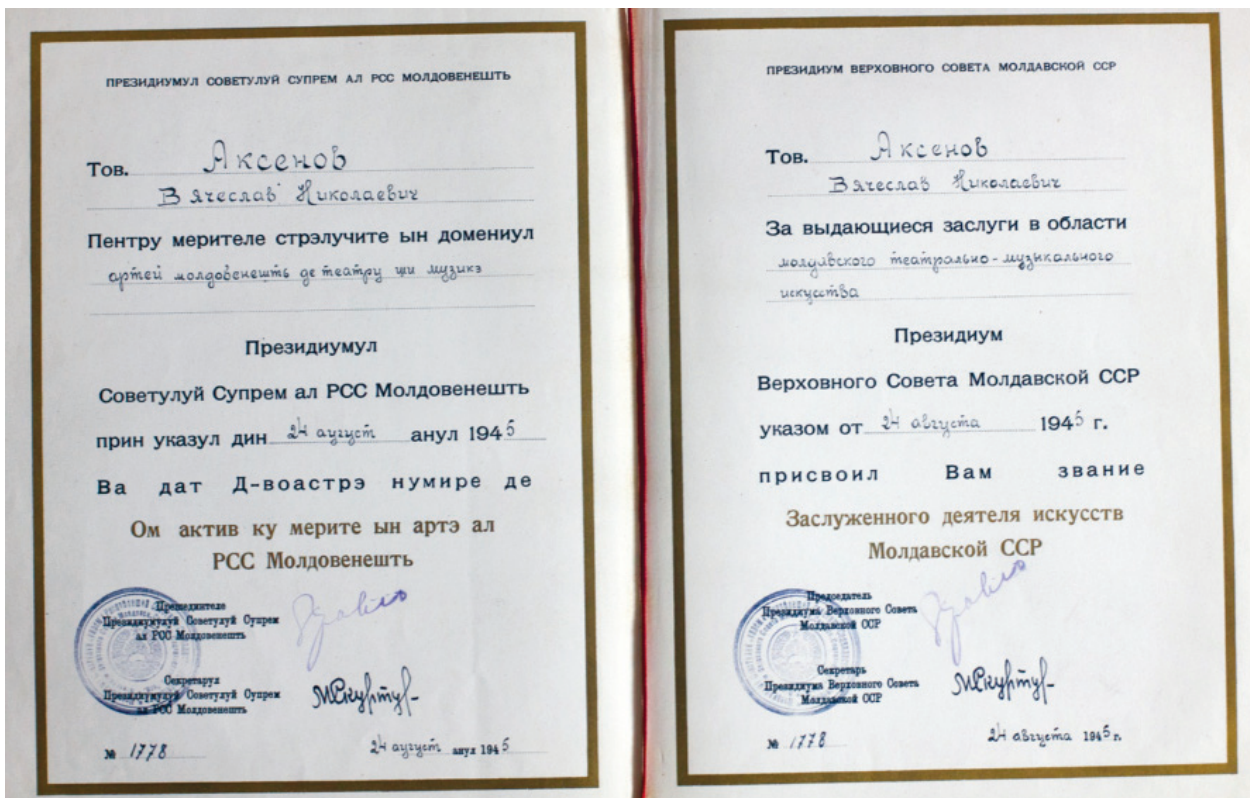 ПРЕЗИДИУМУЛ СОВЕТУЛУЙ СУПРЕМ АЛ РСС МОЛДОВЕНЕШТЬ
Тов. Аксенов
Вячеслав Николаевич
Пентру мерителе стрэлучите ын домениул
артей молдовенешть де театру ши музикэ
Президиумул
Советулуй Супрем ал РСС Молдовенешть
прин указул дин 24 аугуст анул 1945
Ва дат Д-воастрэ нумире де
Ом актив ку мерите ын артэ ал
РСС Молдовенешть
Прешединтеле
Президиумулуй Советулуй Супрем
ал РСС Молдовенешть
Секретарул
Президиумулуй Советулуй Супрем
ал РСС Молдовенешть
№ 1778
24 аугуст анул 1945
ПРЕЗИДИУМ ВЕРХОВНОГО СОВЕТА МОЛДАВСКОЙ ССР
Тов. Аксенов
Вячеслав Николаевич
За выдающиеся заслуги в области
молдавского театрально-музыкального
искусства
Президиум
Верховного Совета Молдавской ССР
указом от 24 августа 1945 г.
присвоил Вам звание
Заслуженного деятеля искусств
Молдавской ССР
Председатель
Президиума Верховного Совета
Молдавской ССР
Секретарь
Президиума Верховного Совета
Молдавской ССР
№ 1778
24 августа 1945 г.